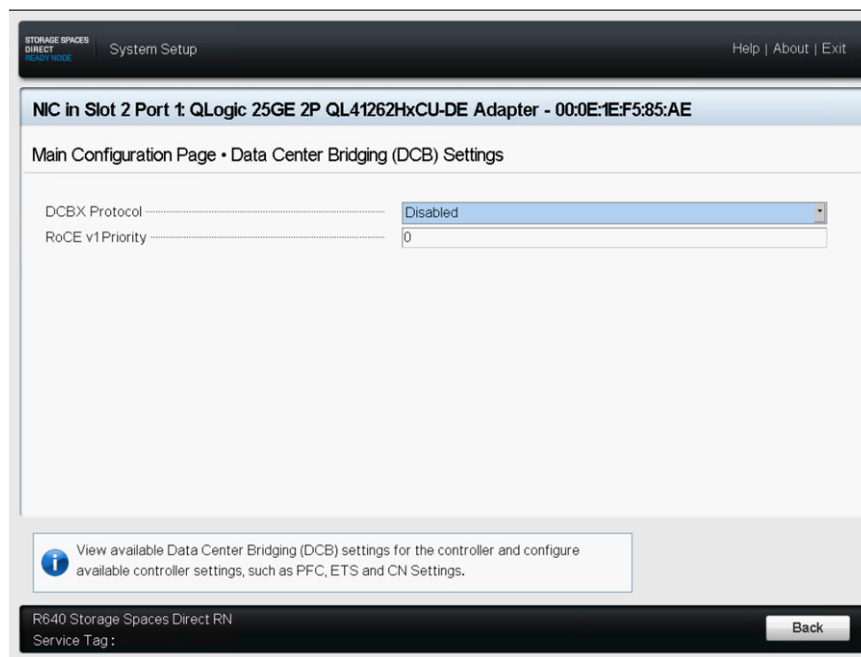 STORAGE SPACES
DIRECT
READY NODE
System Setup
Help | About | Exit
NIC in Slot 2 Port 1: QLogic 25GE 2P QL41262HxCU-DE Adapter - 00:0E:1E:F5:85:AE
Main Configuration Page • Data Center Bridging (DCB) Settings
DCBX Protocol Disabled
RoCE v1 Priority 0
View available Data Center Bridging (DCB) settings for the controller and configure
available controller settings, such as PFC, ETS and CN Settings.
R640 Storage Spaces Direct RN
Service Tag :
Back